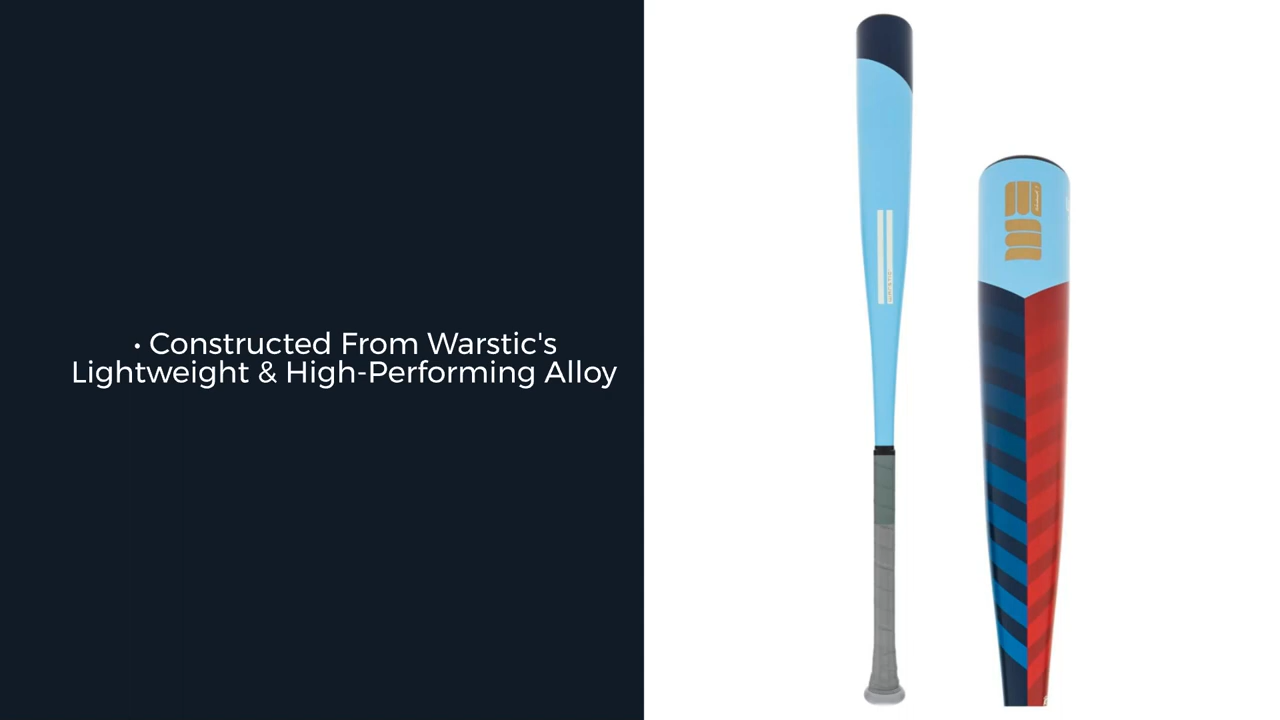 • Constructed From Warstic's
Lightweight & High-Performing Alloy